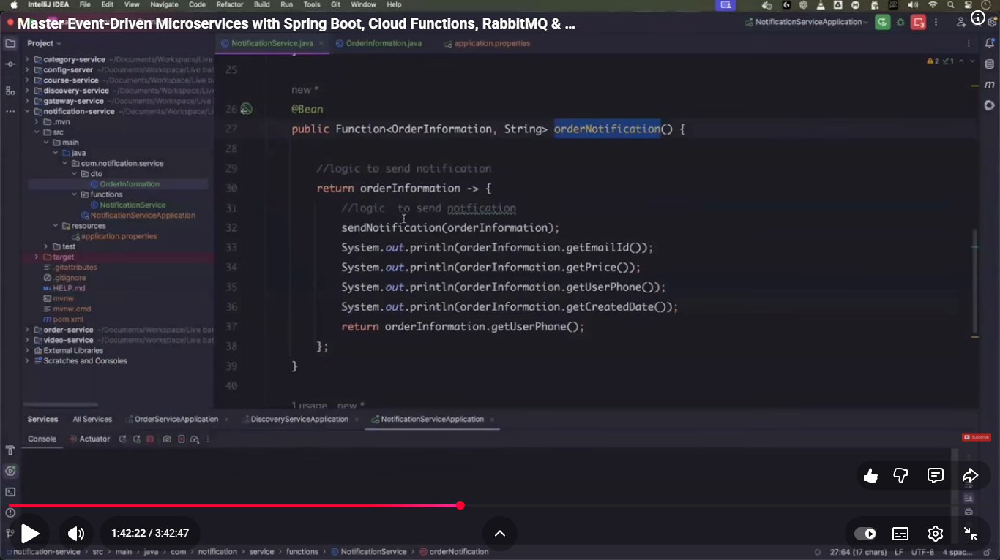 IntelliJ IDEA File Edit View Navigate Code Refactor Build Run Tools Git Window Help
Master Event-Driven Microservices with Spring Boot, Cloud Functions, RabbitMQ & ...
NotificationServiceApplication
Project
NotificationService.java OrderInformation.java application.properties
category-service ~/Documents/Workspace/Live
config-server ~/Documents/Workspace/Live bat
course-service ~/Documents/Workspace/Live b
discovery-service ~/Documents/Workspace/Liv
gateway-service ~/Documents/Workspace/Live
notification-service ~/Documents/Workspace/L
.mvn
src
main
java
com.notification.service
dto
OrderInformation
functions
NotificationService
NotificationServiceApplication
resources
application.properties
test
target
.gitattributes
.gitignore
HELP.md
mvnw
mvnw.cmd
pom.xml
order-service ~/Documents/Workspace/Live bat
video-service ~/Documents/Workspace/Live bat
External Libraries
Scratches and Consoles
2 1
25
new *
26 @Bean
27 public Function<OrderInformation, String> orderNotification() {
28
29 //logic to send notification
30 return orderInformation -> {
31 //logic to send notfication
32 sendNotification(orderInformation);
33 System.out.println(orderInformation.getEmailId());
34 System.out.println(orderInformation.getPrice());
35 System.out.println(orderInformation.getUserPhone());
36 System.out.println(orderInformation.getCreatedDate());
37 return orderInformation.getUserPhone();
38 };
39 }
40
1 usage new *
Services All Services OrderServiceApplication DiscoveryServiceApplication NotificationServiceApplication
Console Actuator
Subscribe
1:42:22 / 3:42:47
notification-service src main java com notification service functions NotificationService orderNotification
27:64 (17 chars) LF UTF-8 4 spac...